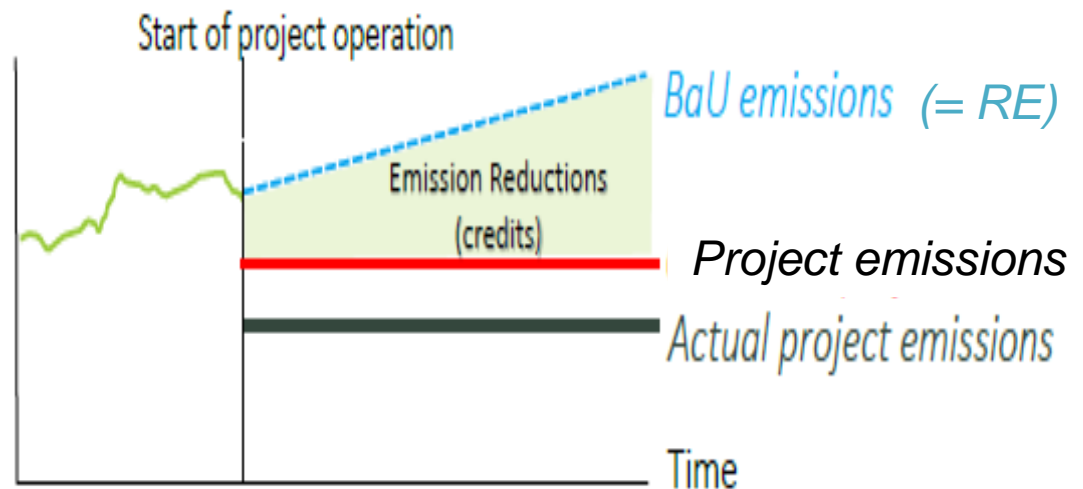 Start of project operation
BaU emissions (= RE)
Emission Reductions
(credits)
Project emissions
Actual project emissions
Time